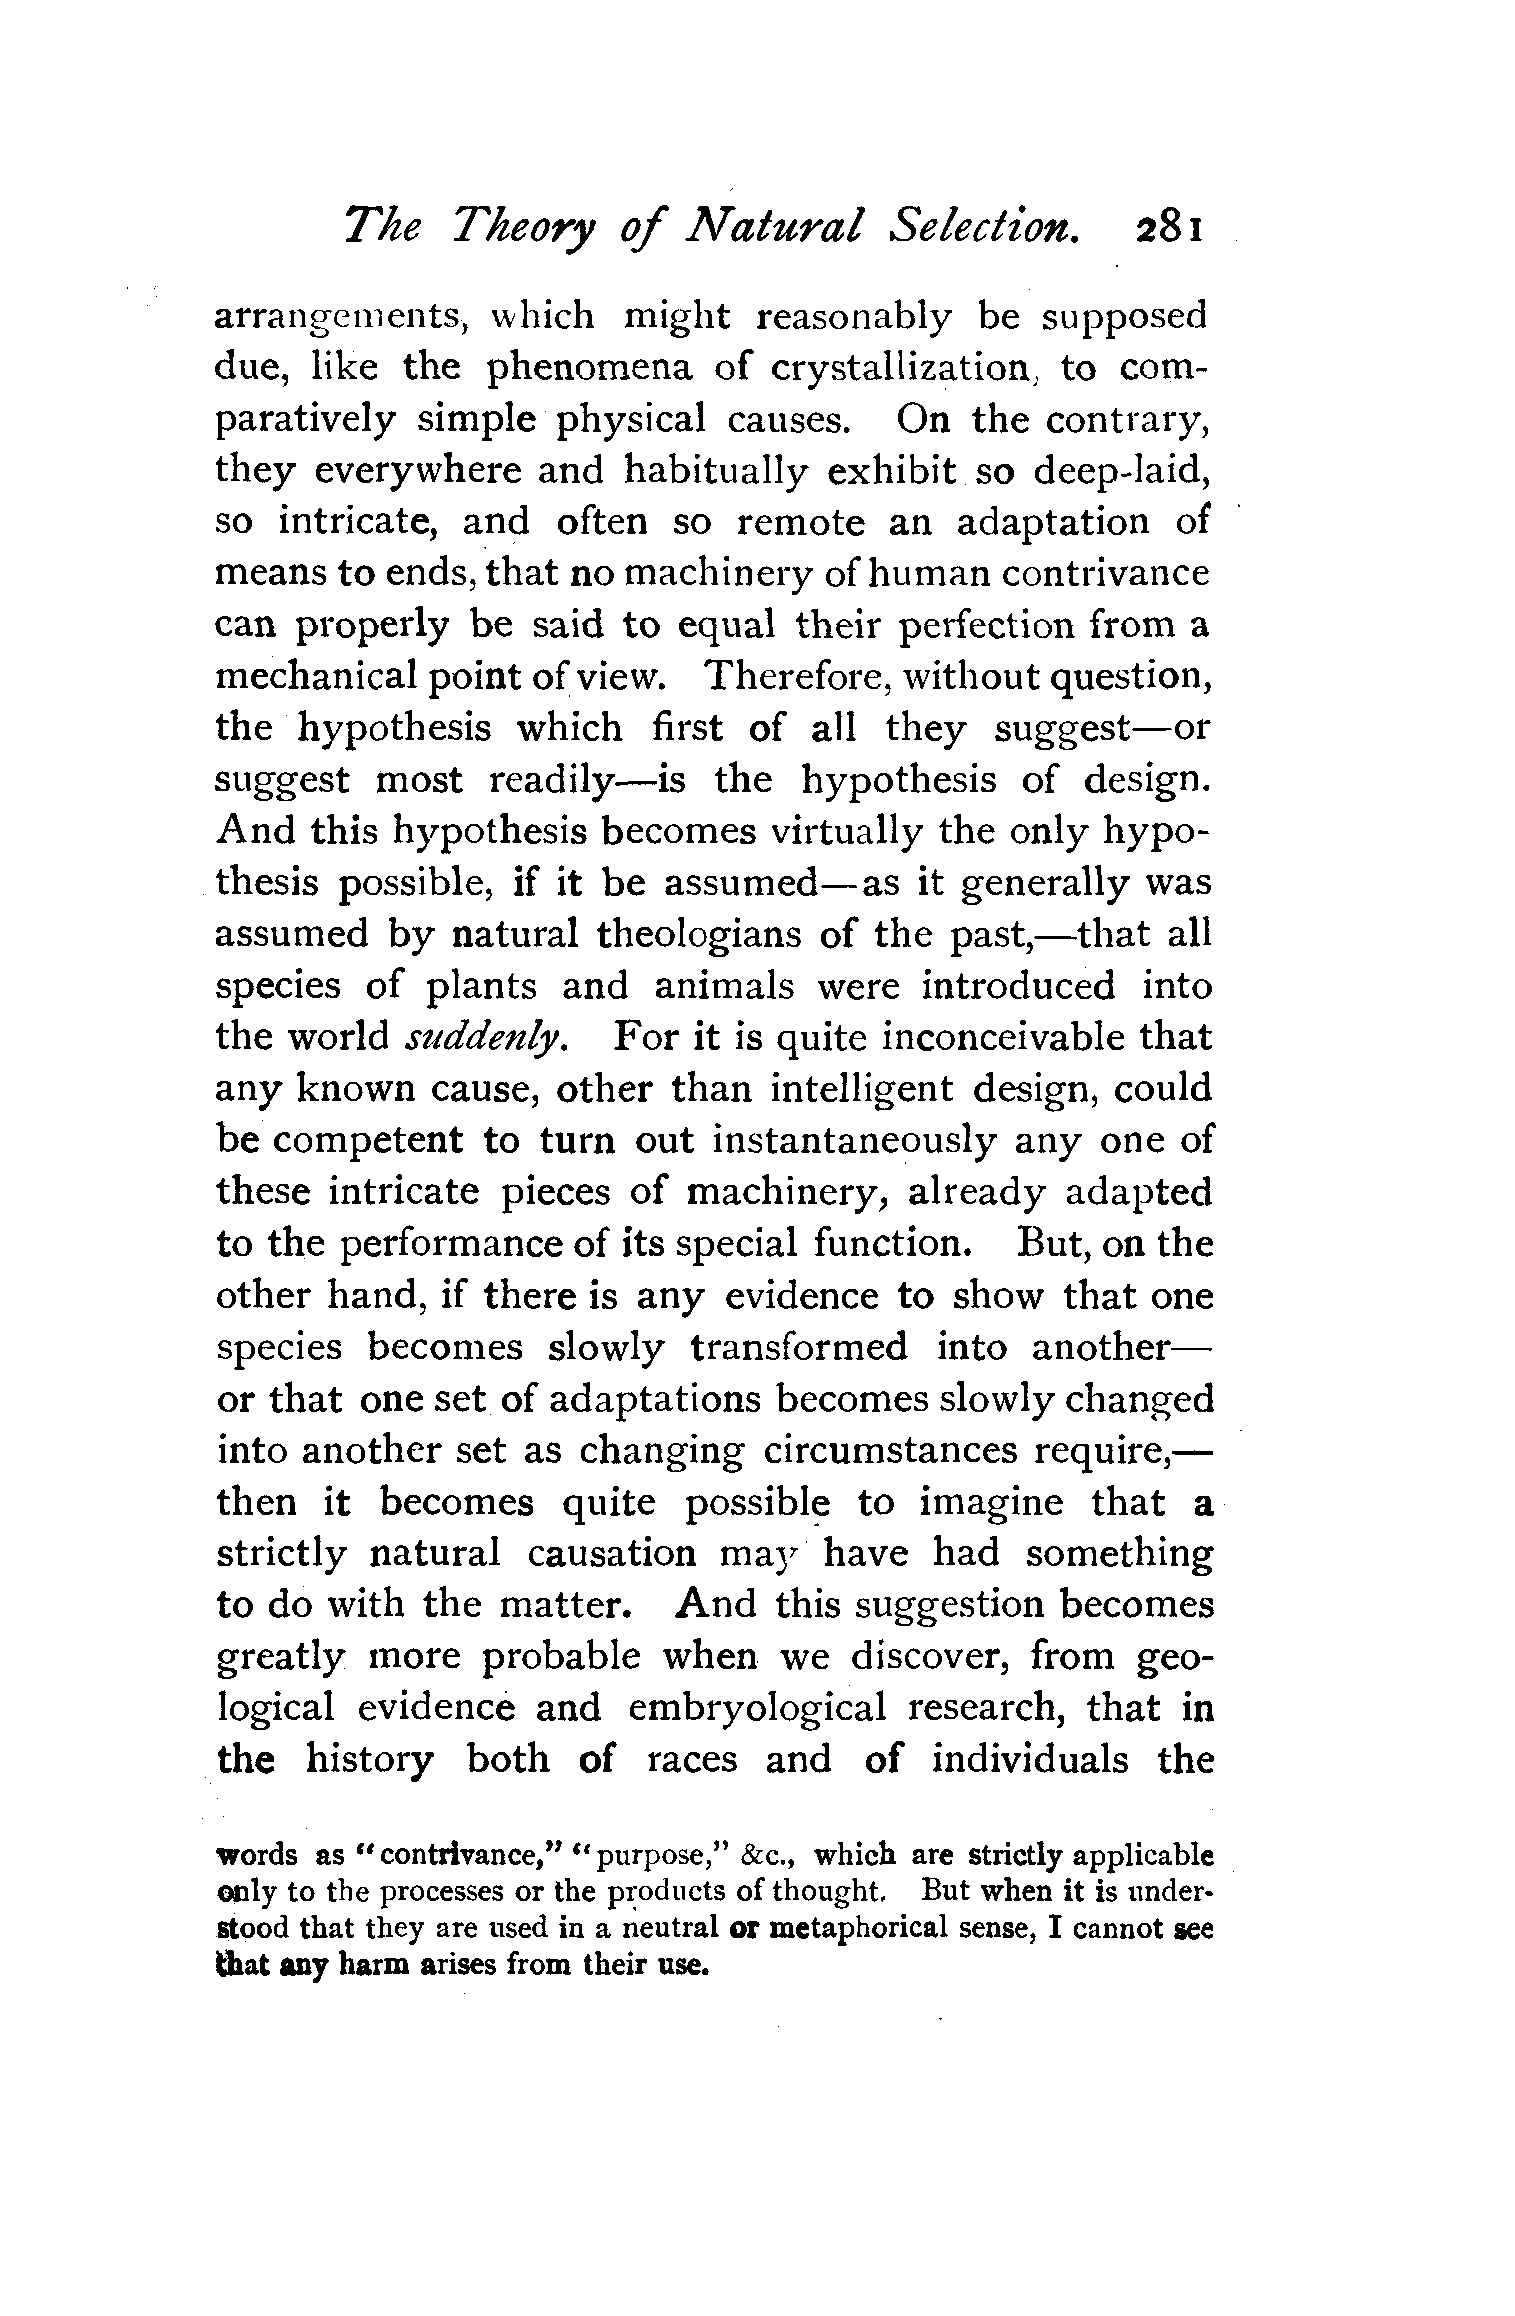 The Theory of Natural Selection. 281
arrangements, which might reasonably be supposed
due, like the phenomena of crystallization, to com-
paratively simple physical causes. On the contrary,
they everywhere and habitually exhibit so deep-laid,
so intricate, and often so remote an adaptation of
means to ends, that no machinery of human contrivance
can properly be said to equal their perfection from a
mechanical point of view. Therefore, without question,
the hypothesis which first of all they suggest—or
suggest most readily—is the hypothesis of design.
And this hypothesis becomes virtually the only hypo-
thesis possible, if it be assumed—as it generally was
assumed by natural theologians of the past,—that all
species of plants and animals were introduced into
the world suddenly. For it is quite inconceivable that
any known cause, other than intelligent design, could
be competent to turn out instantaneously any one of
these intricate pieces of machinery, already adapted
to the performance of its special function. But, on the
other hand, if there is any evidence to show that one
species becomes slowly transformed into another—
or that one set of adaptations becomes slowly changed
into another set as changing circumstances require,—
then it becomes quite possible to imagine that a
strictly natural causation may have had something
to do with the matter. And this suggestion becomes
greatly more probable when we discover, from geo-
logical evidence and embryological research, that in
the history both of races and of individuals the
words as "contrivance," "purpose," &c., which are strictly applicable
only to the processes or the products of thought. But when it is under-
stood that they are used in a neutral or metaphorical sense, I cannot see
that any harm arises from their use.